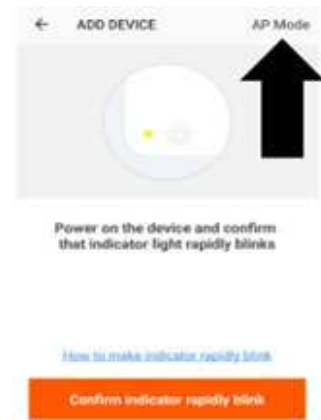 ← ADD DEVICE AP Mode
Power on the device and confirm
that indicator light rapidly blinks
How to make indicator rapidly blink
Confirm indicator rapidly blink